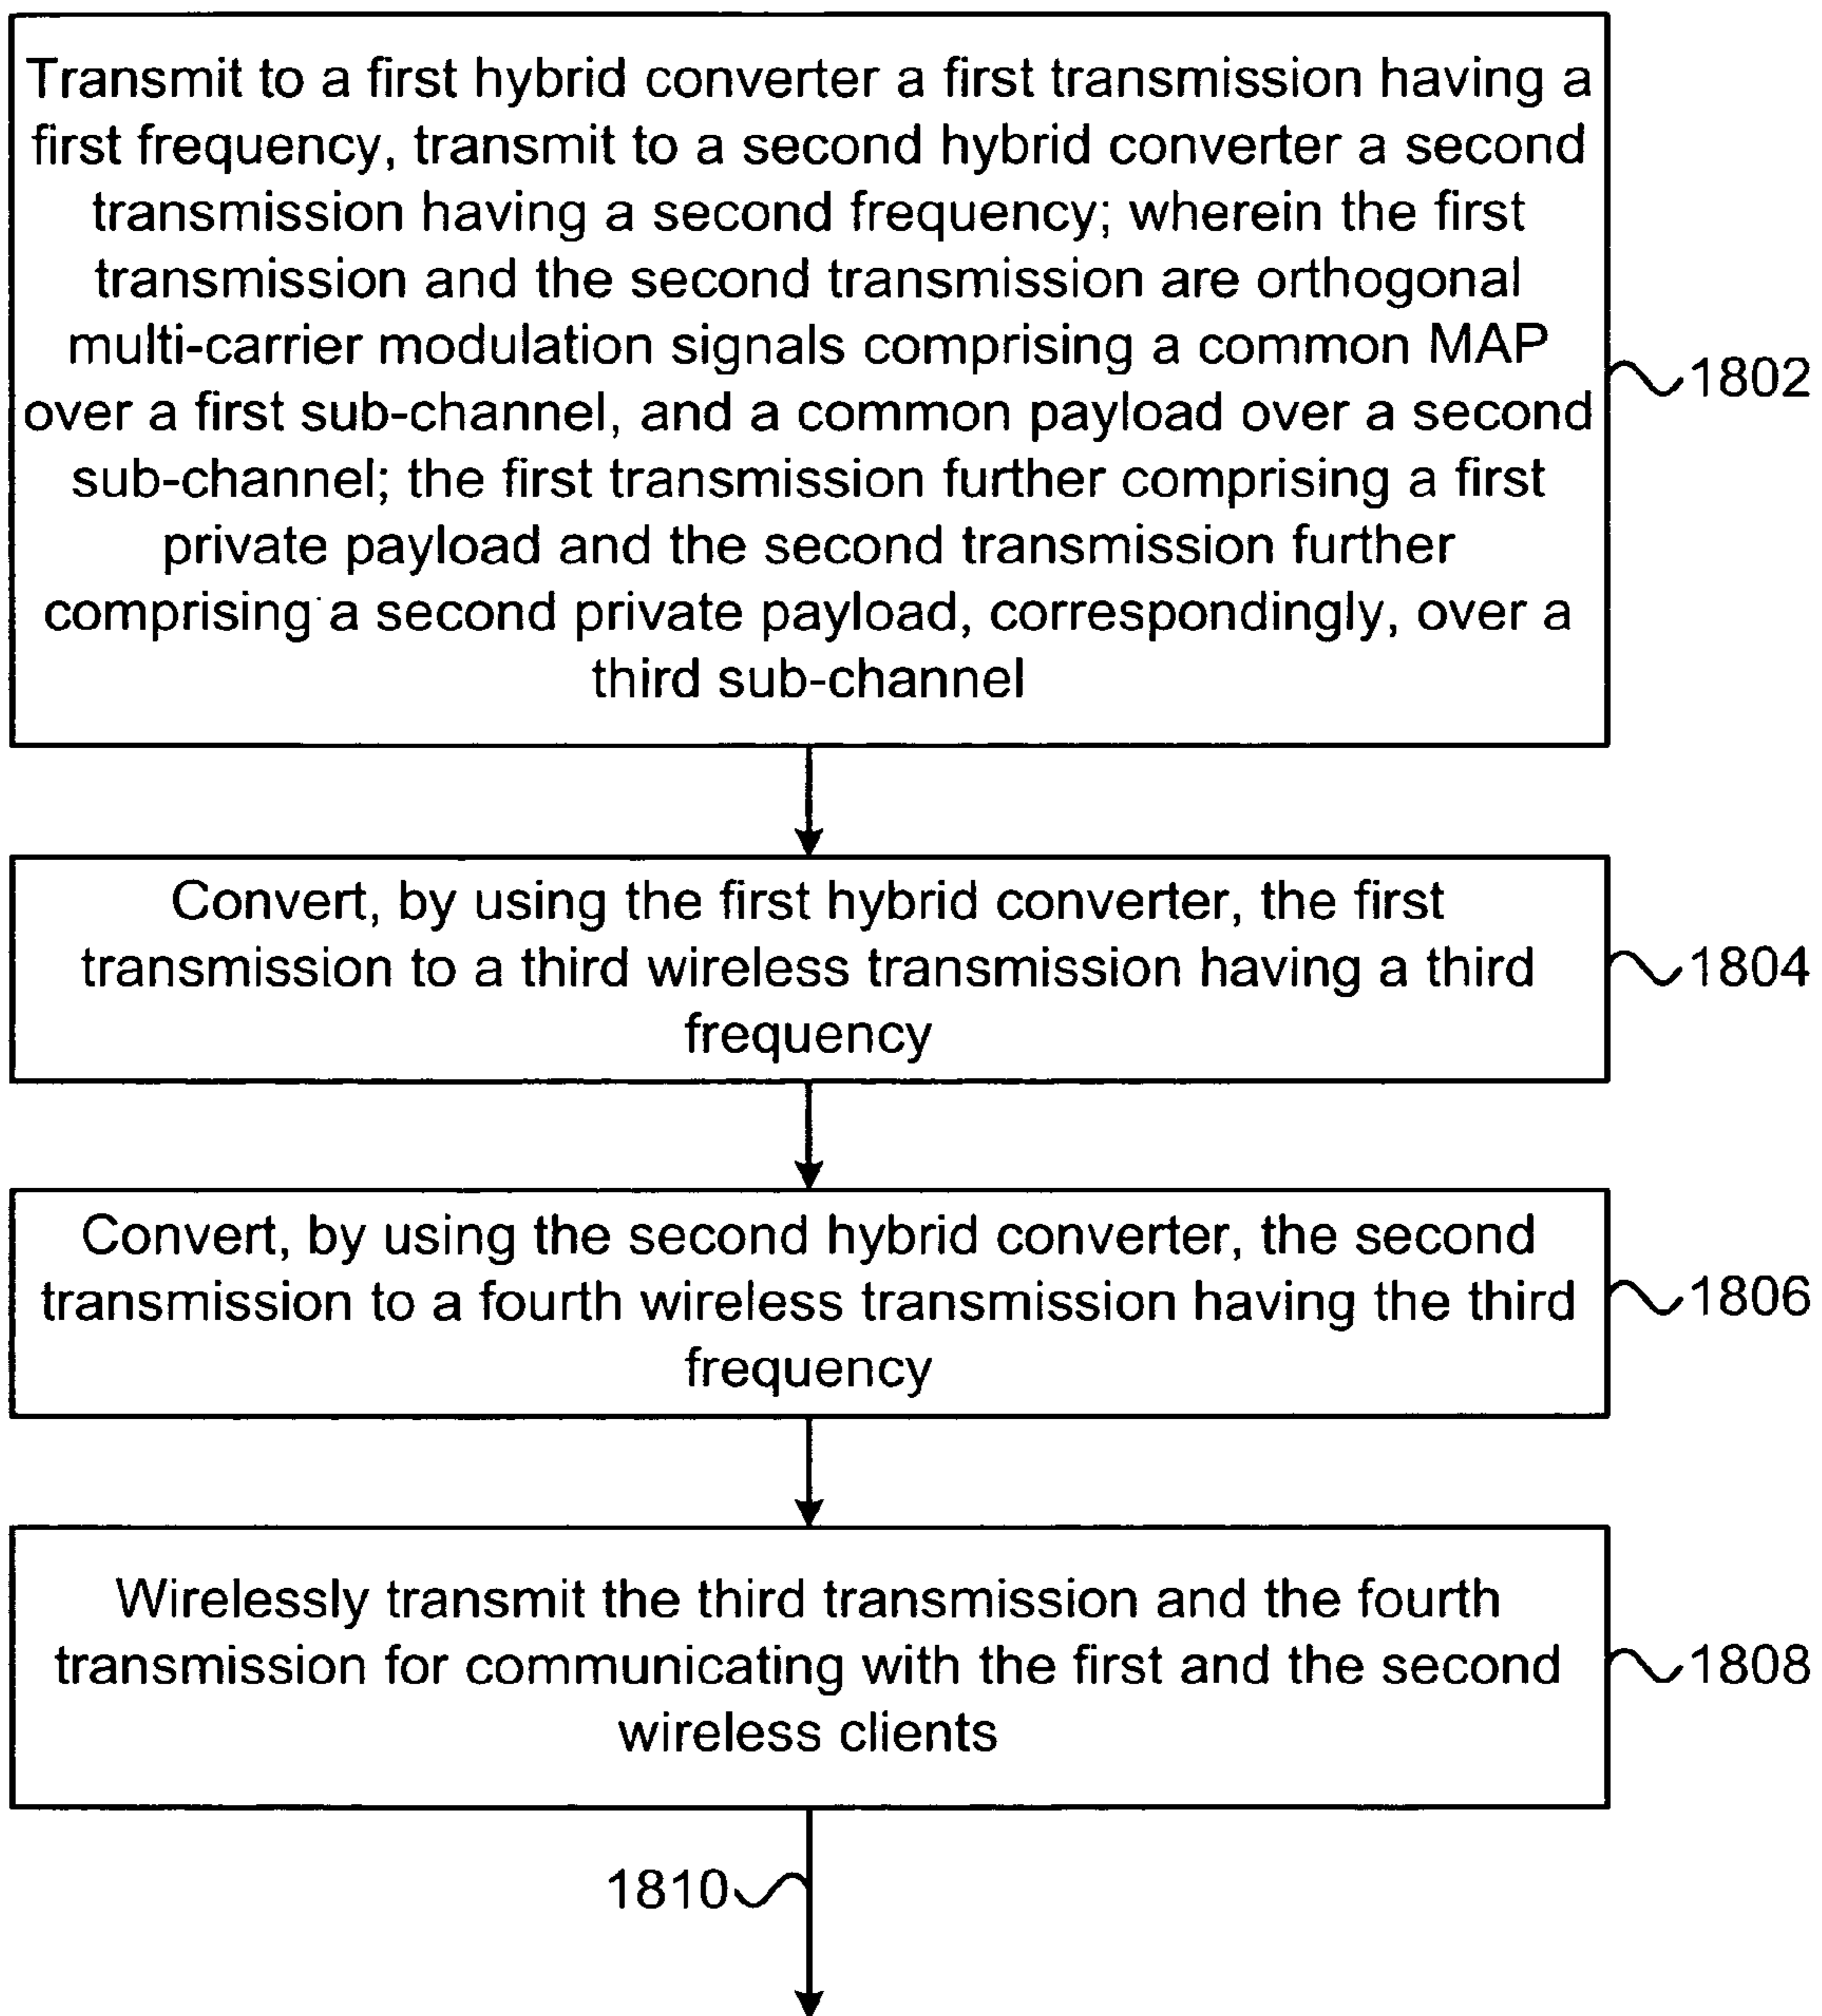 Transmit to a first hybrid converter a first transmission having a
first frequency, transmit to a second hybrid converter a second
transmission having a second frequency; wherein the first
transmission and the second transmission are orthogonal
multi-carrier modulation signals comprising a common MAP
over a first sub-channel, and a common payload over a second
sub-channel; the first transmission further comprising a first
private payload and the second transmission further
comprising a second private payload, correspondingly, over a
third sub-channel
1802
Convert, by using the first hybrid converter, the first
transmission to a third wireless transmission having a third
frequency
1804
Convert, by using the second hybrid converter, the second
transmission to a fourth wireless transmission having the third
frequency
1806
Wirelessly transmit the third transmission and the fourth
transmission for communicating with the first and the second
wireless clients
1808
1810